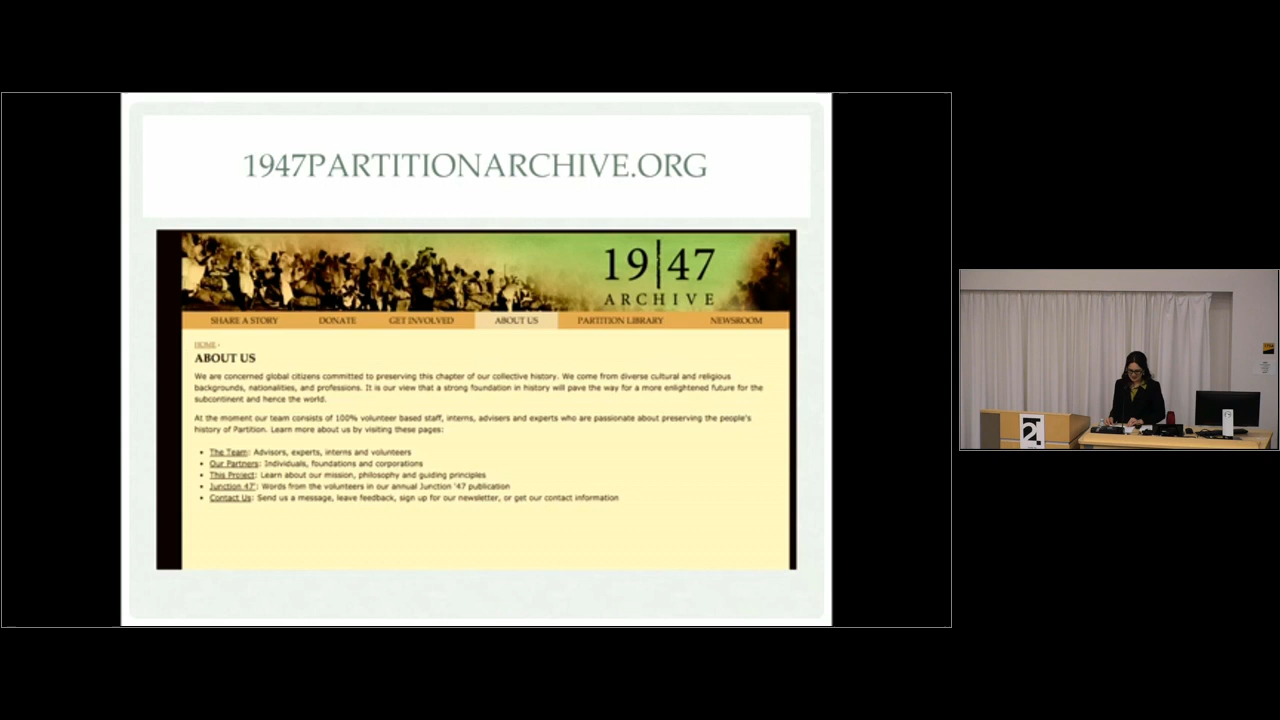 1947PARTITIONARCHIVE.ORG
19|47
ARCHIVE
SHARE A STORY DONATE GET INVOLVED ABOUT US PARTITION LIBRARY NEWSROOM
HOME ›
ABOUT US
We are concerned global citizens committed to preserving this chapter of our collective history. We come from diverse cultural and religious
backgrounds, nationalities, and professions. It is our view that a strong foundation in history will pave the way for a more enlightened future for the
subcontinent and hence the world.
At the moment our team consists of 100% volunteer based staff, interns, advisers and experts who are passionate about preserving the people's
history of Partition. Learn more about us by visiting these pages:
• The Team: Advisors, experts, interns and volunteers
• Our Partners: Individuals, foundations and corporations
• This Project: Learn about our mission, philosophy and guiding principles
• Junction 47': Words from the volunteers in our annual Junction '47 publication
• Contact Us: Send us a message, leave feedback, sign up for our newsletter, or get our contact information
2